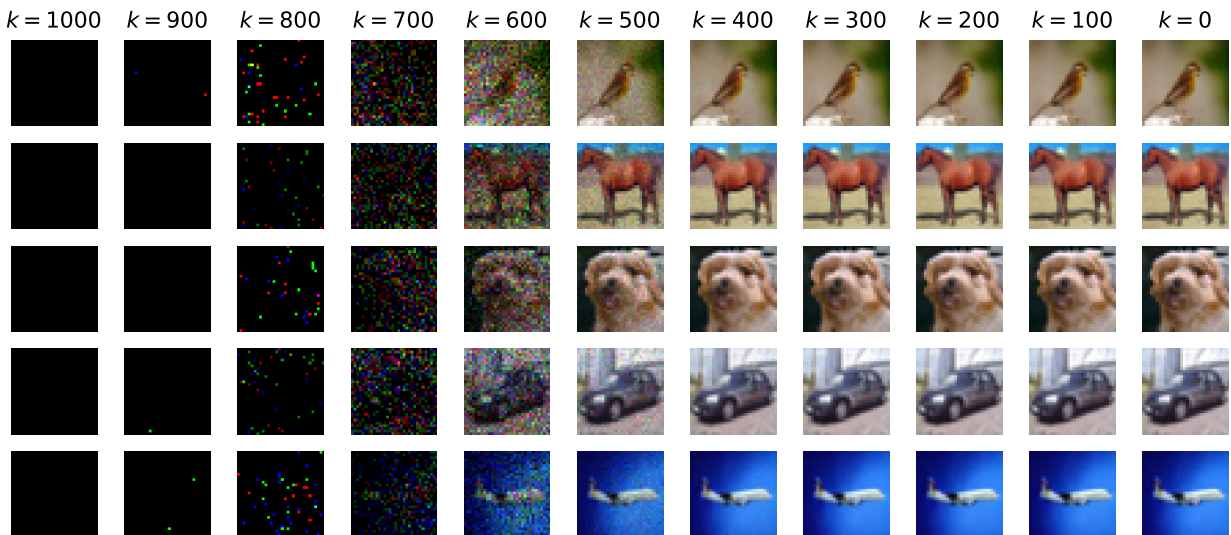 k = 1000 k = 900 k = 800 k = 700 k = 600 k = 500 k = 400 k = 300 k = 200 k = 100 k = 0